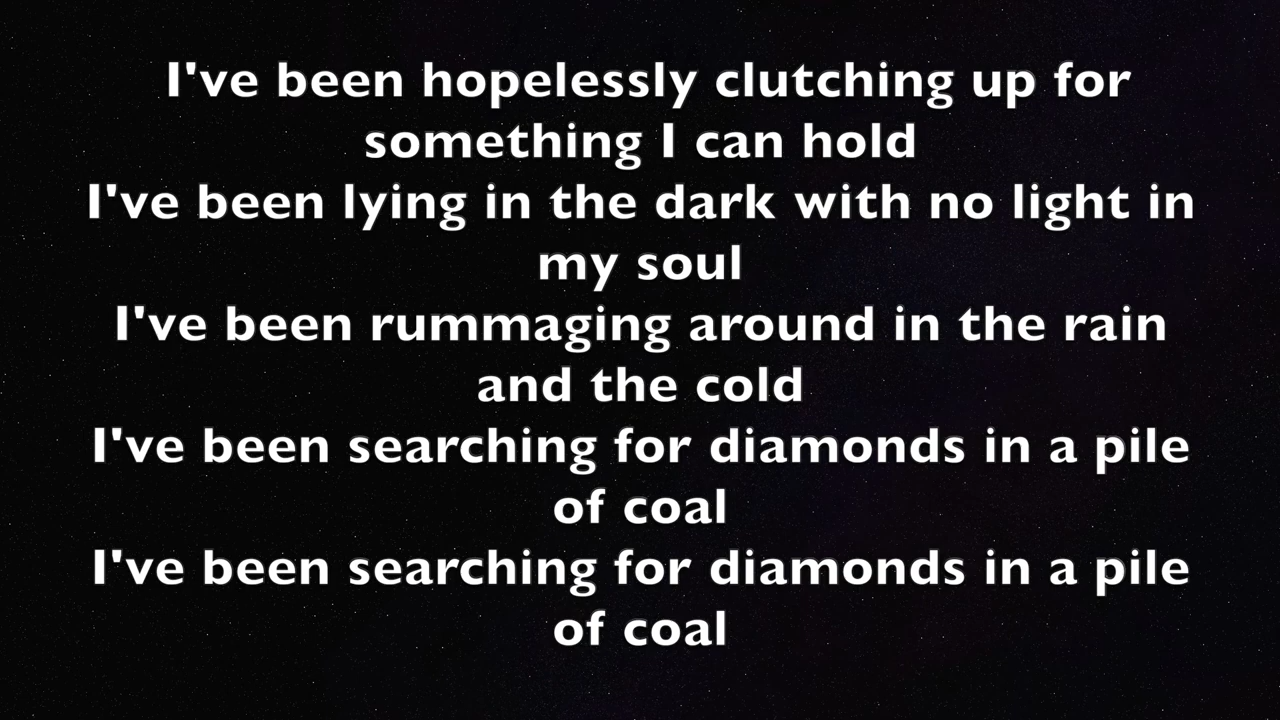 I've been hopelessly clutching up for
something I can hold
I've been lying in the dark with no light in
my soul
I've been rummaging around in the rain
and the cold
I've been searching for diamonds in a pile
of coal
I've been searching for diamonds in a pile
of coal